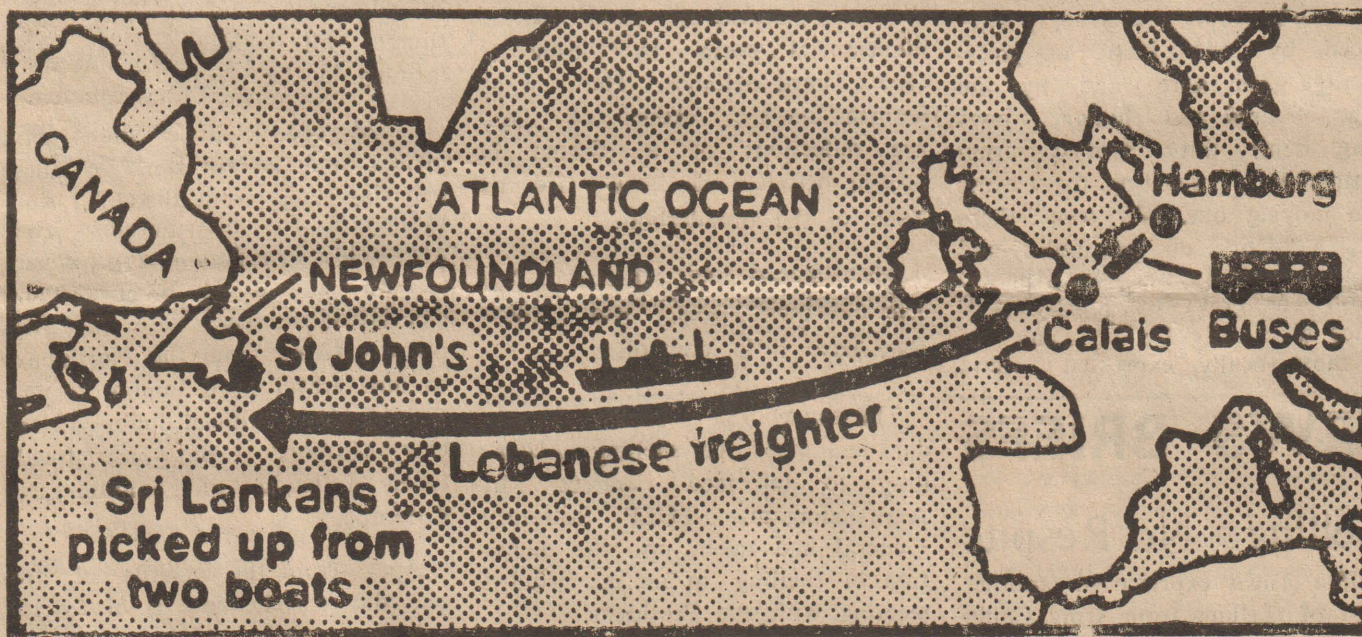 CANADA
ATLANTIC OCEAN
Hamburg
NEWFOUNDLAND
St John's
Calais
Buses
Lobanese freighter
Sri Lankans
picked up from
two boats